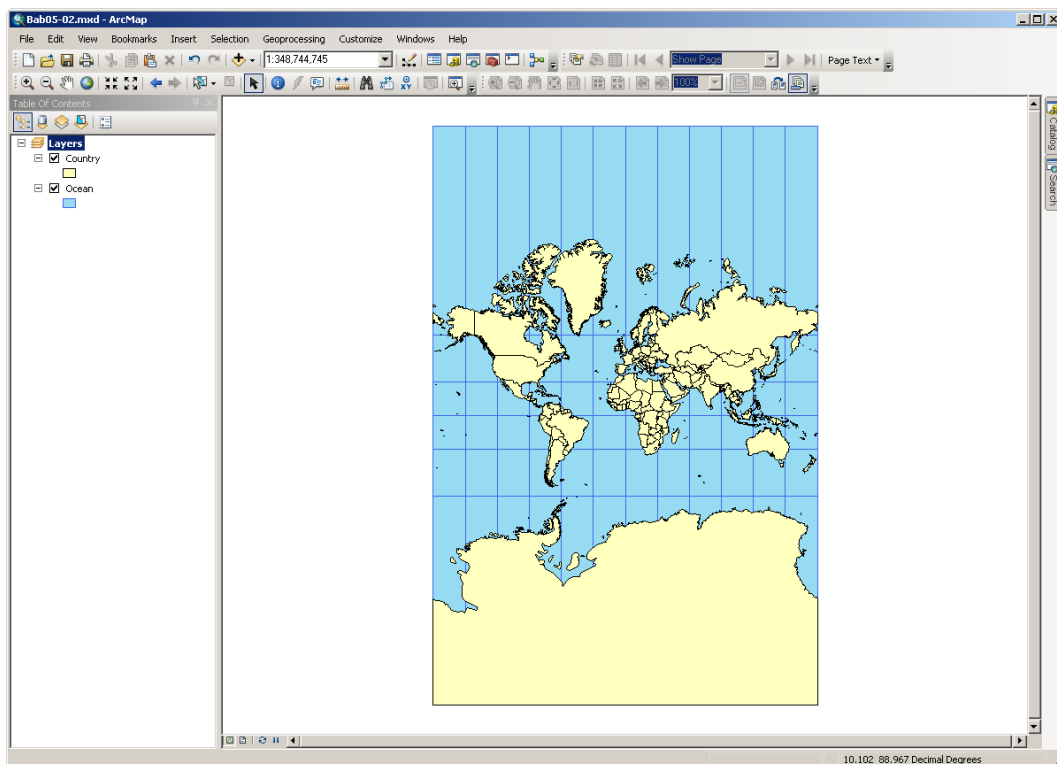 Bab05-02.mxd - ArcMap
File Edit View Bookmarks Insert Selection Geoprocessing Customize Windows Help
1:348,744,745 Show Page Page Text
100%
Table Of Contents
Layers
Country
Ocean
Catalog
Search
10.102 88.967 Decimal Degrees